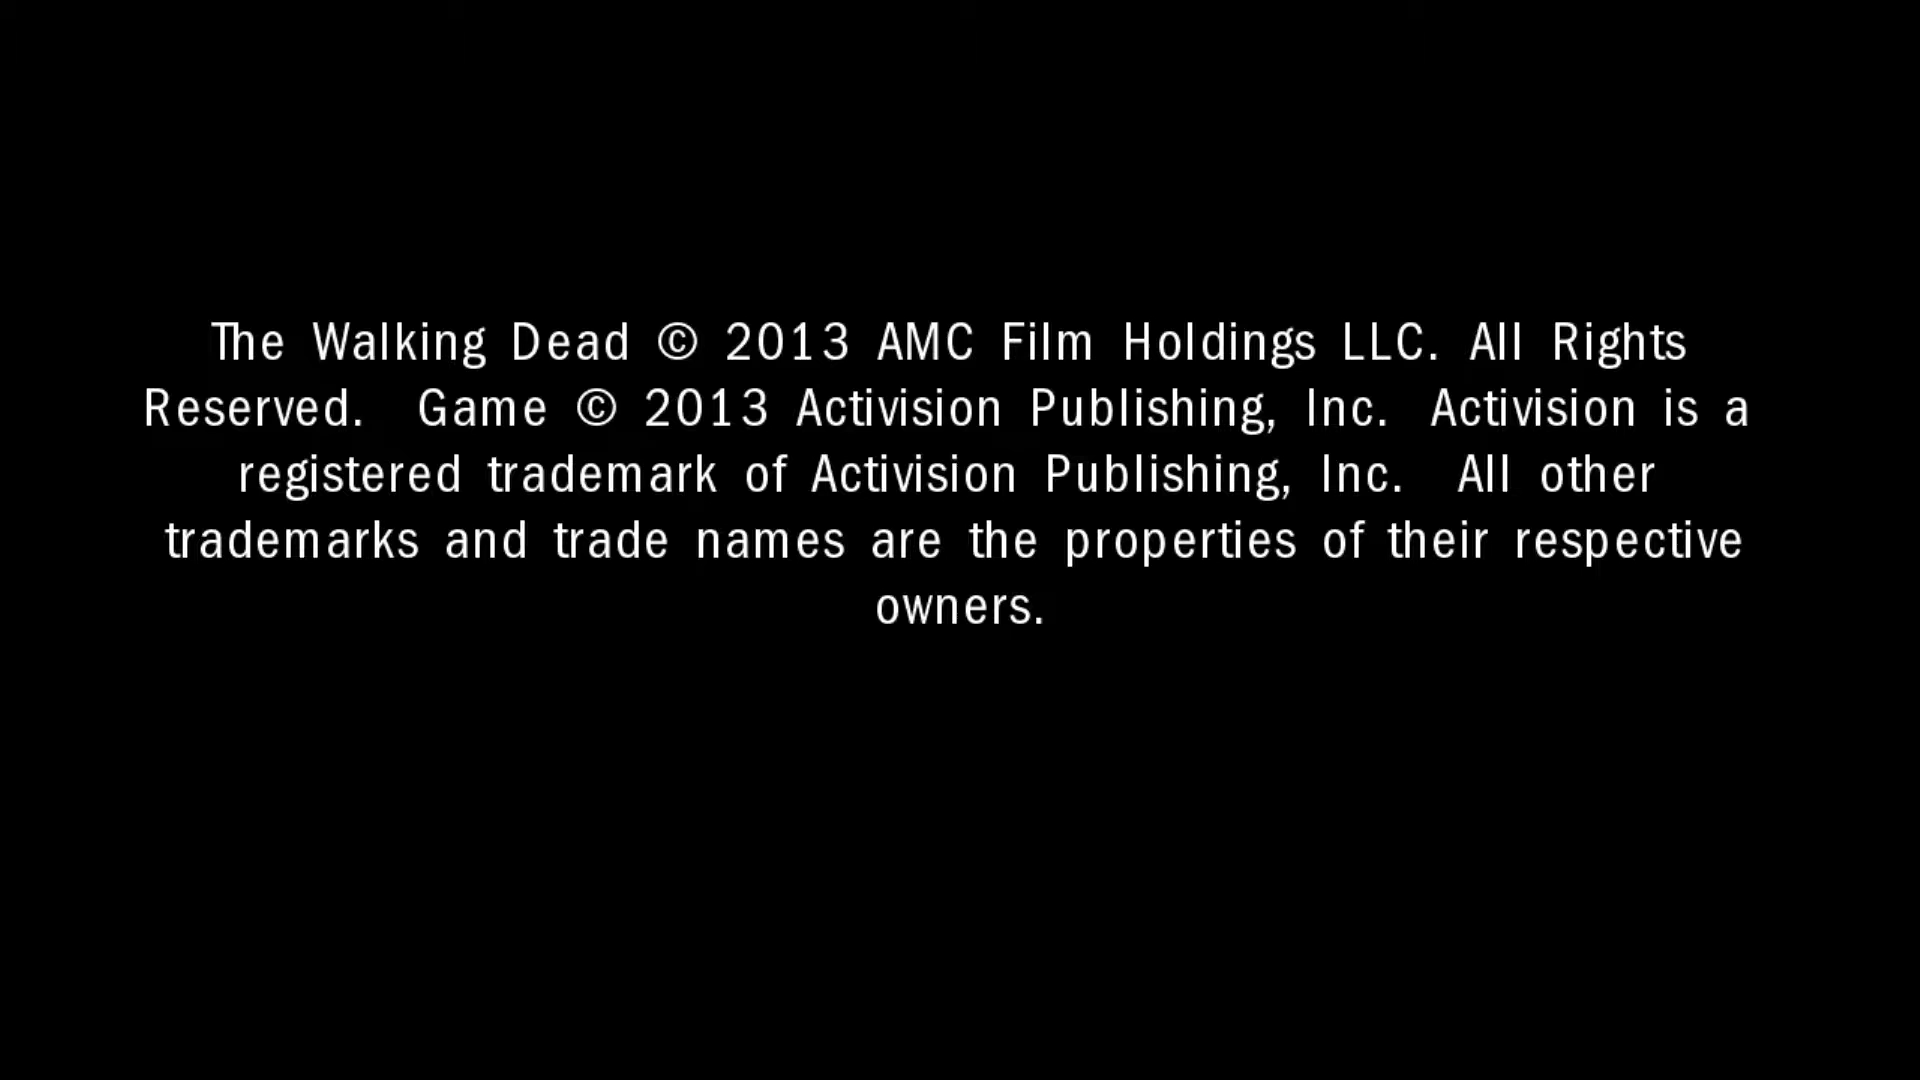 The Walking Dead © 2013 AMC Film Holdings LLC. All Rights
Reserved. Game © 2013 Activision Publishing, Inc. Activision is a
registered trademark of Activision Publishing, Inc. All other
trademarks and trade names are the properties of their respective
owners.